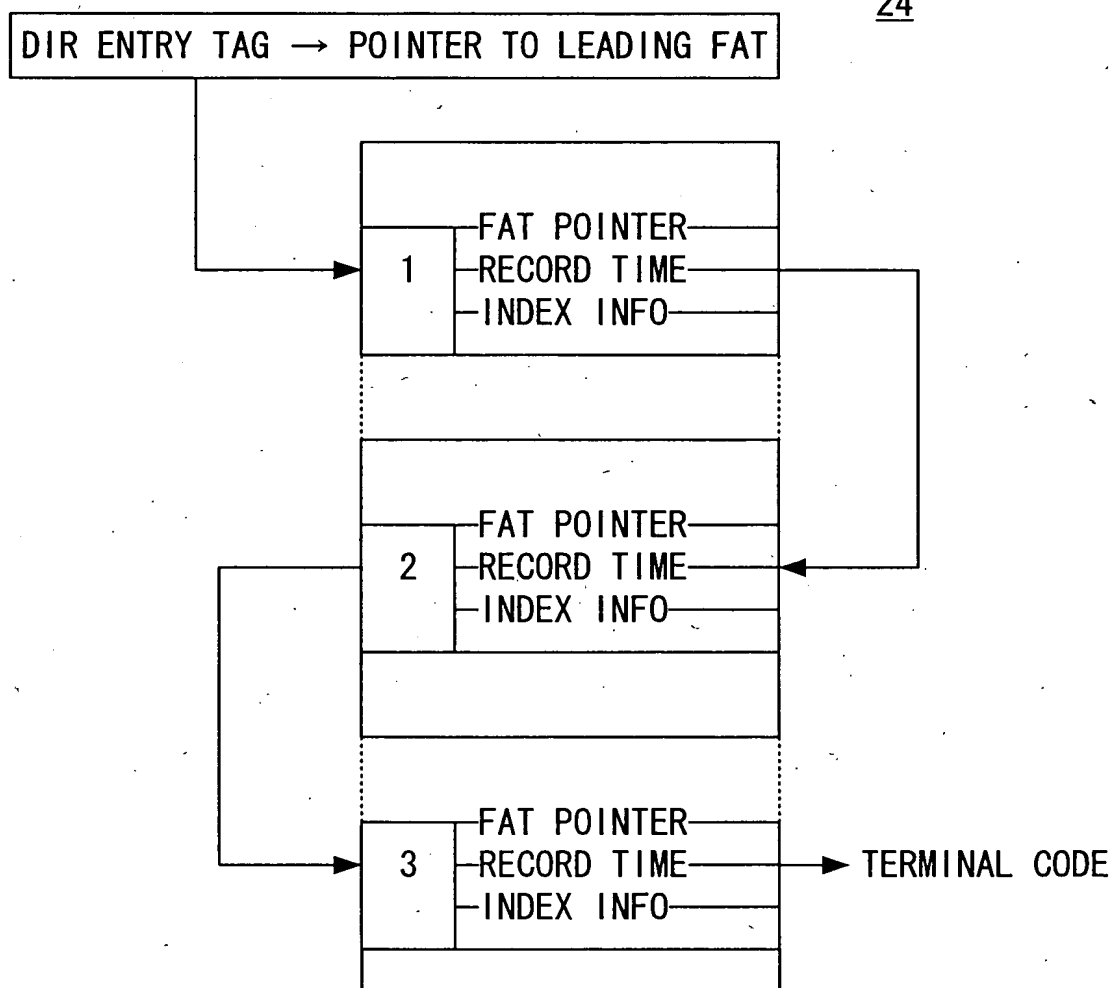 24
DIR ENTRY TAG → POINTER TO LEADING FAT
FAT POINTER
1 RECORD TIME
INDEX INFO
FAT POINTER
2 RECORD TIME
INDEX INFO
FAT POINTER
3 RECORD TIME TERMINAL CODE
INDEX INFO